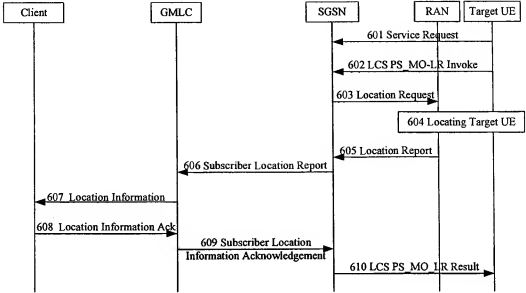 Client GMLC SGSN RAN Target UE
601 Service Request
602 LCS PS_MO-LR Invoke
603 Location Request
604 Locating Target UE
605 Location Report
606 Subscriber Location Report
607 Location Information
608 Location Information Ack
609 Subscriber Location
Information Acknowledgement
610 LCS PS_MO_LR Result